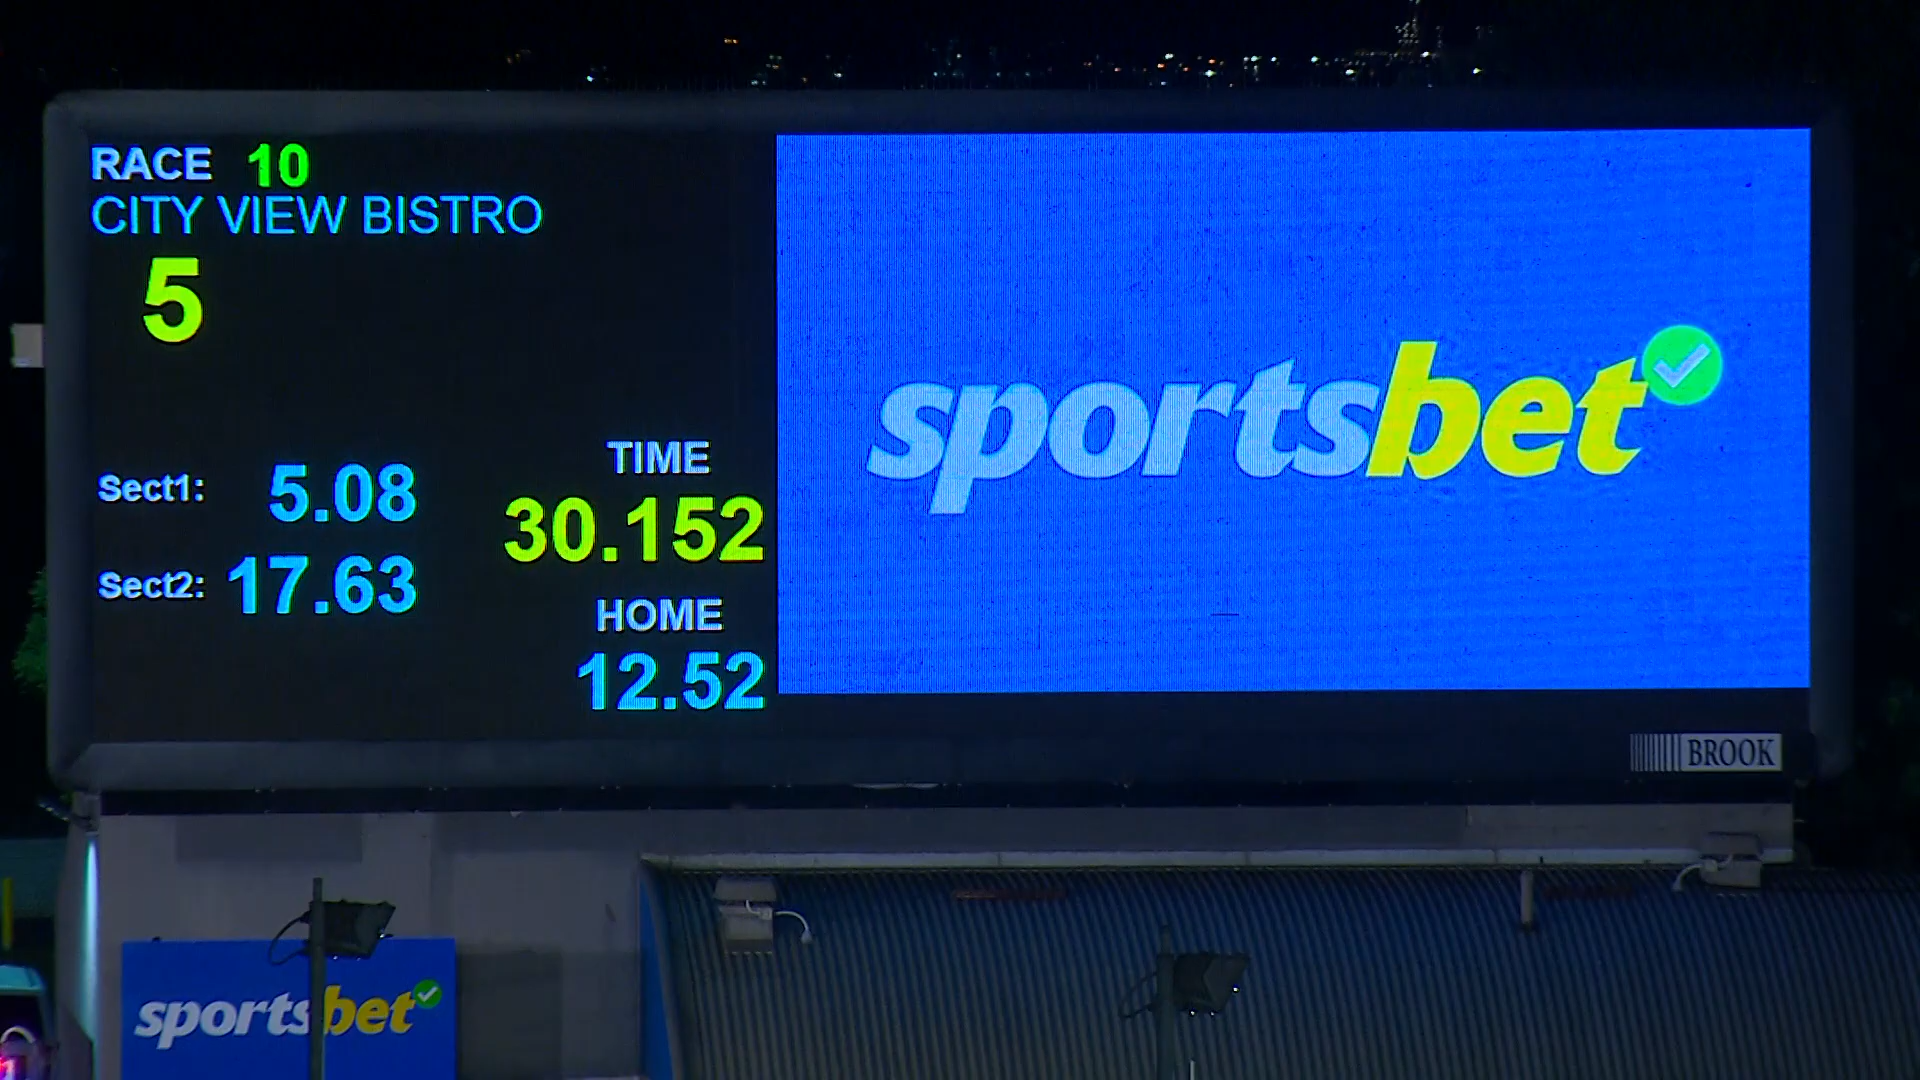 RACE 10
CITY VIEW BISTRO
5
Sect1: 5.08
Sect2: 17.63
TIME
30.152
HOME
12.52
sportsbet
BROOK
sportsbet